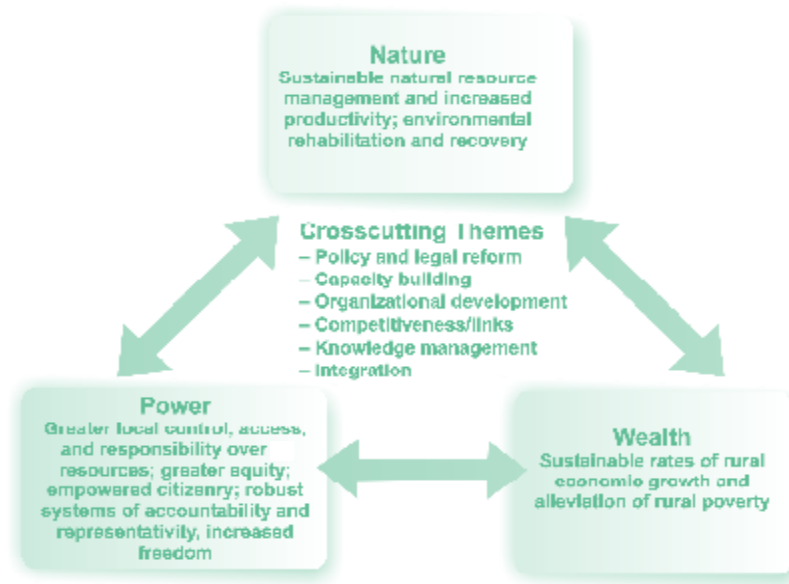 Nature
Sustainable natural resource
management and increased
productivity; environmental
rehabilitation and recovery
Crosscutting Themes
– Policy and legal reform
– Capacity building
– Organizational development
– Competitiveness/links
– Knowledge management
– Integration
Power
Greater local control, access,
and responsibility over
resources; greater equity;
empowered citizenry; robust
systems of accountability and
representativity, increased
freedom
Wealth
Sustainable rates of rural
economic growth and
alleviation of rural poverty